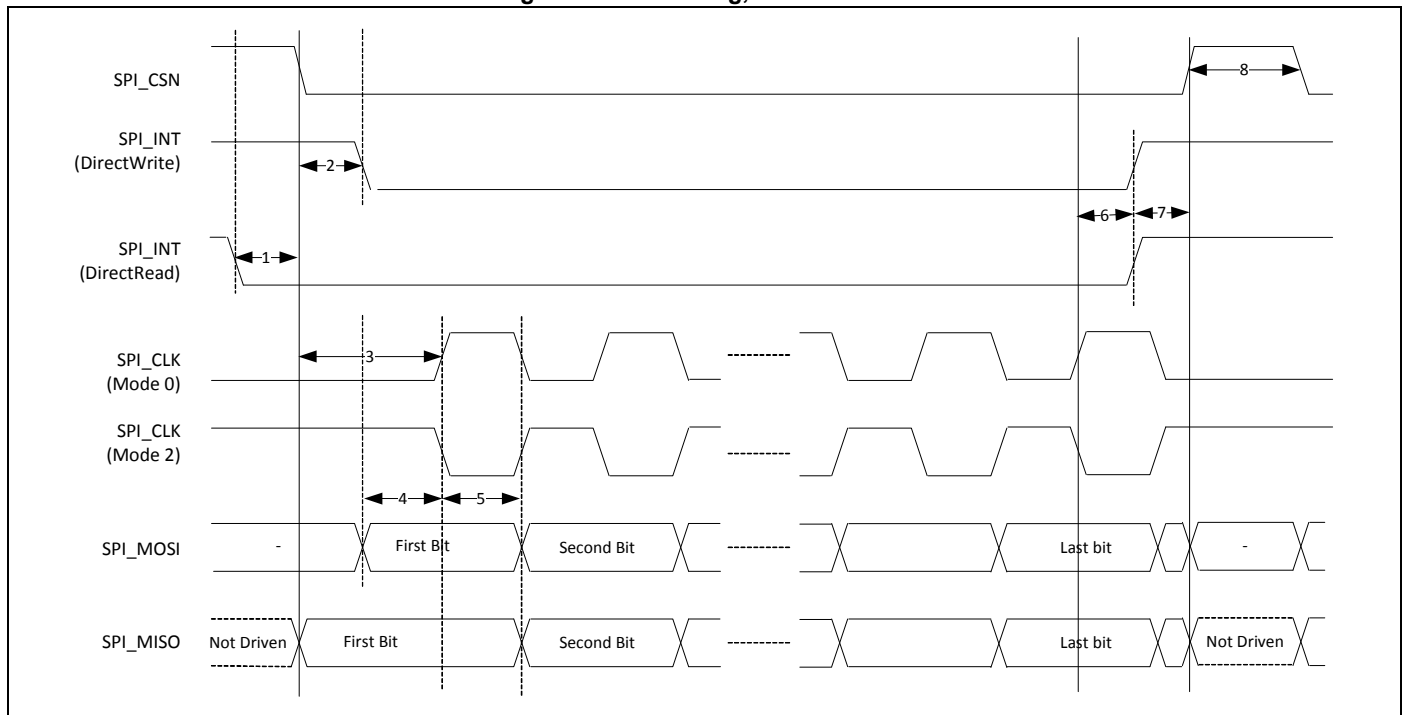 SPI_CSN
8
SPI_INT
(DirectWrite)
2
6
7
SPI_INT
(DirectRead)
1
SPI_CLK
(Mode 0)
3
SPI_CLK
(Mode 2)
4
5
SPI_MOSI
-
First Bit
Second Bit
Last bit
-
SPI_MISO
Not Driven
First Bit
Second Bit
Last bit
Not Driven